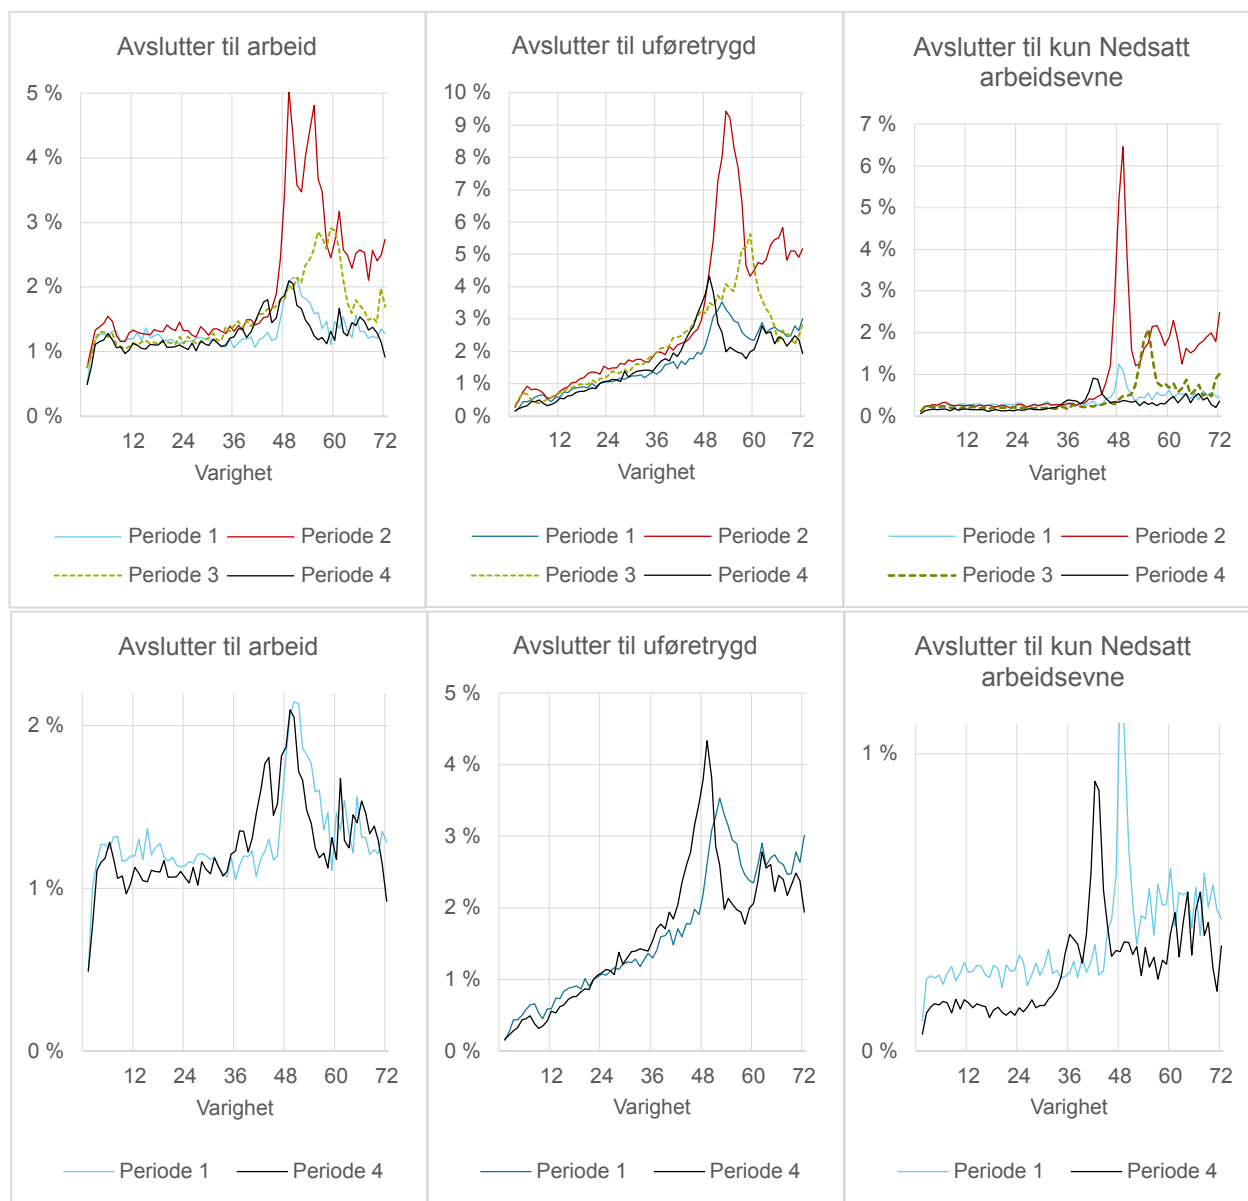 Avslutter til arbeid
5 %
4 %
3 %
2 %
1 %
0 %
12 24 36 48 60 72
Varighet
Periode 1 Periode 2
Periode 3 Periode 4
Avslutter til uføretrygd
10 %
9 %
8 %
7 %
6 %
5 %
4 %
3 %
2 %
1 %
0 %
12 24 36 48 60 72
Varighet
Periode 1 Periode 2
Periode 3 Periode 4
Avslutter til kun Nedsatt
arbeidsevne
7 %
6 %
5 %
4 %
3 %
2 %
1 %
0 %
12 24 36 48 60 72
Varighet
Periode 1 Periode 2
Periode 3 Periode 4
Avslutter til arbeid
2 %
1 %
0 %
12 24 36 48 60 72
Varighet
Periode 1 Periode 4
Avslutter til uføretrygd
5 %
4 %
3 %
2 %
1 %
0 %
12 24 36 48 60 72
Varighet
Periode 1 Periode 4
Avslutter til kun Nedsatt
arbeidsevne
1 %
0 %
12 24 36 48 60 72
Varighet
Periode 1 Periode 4